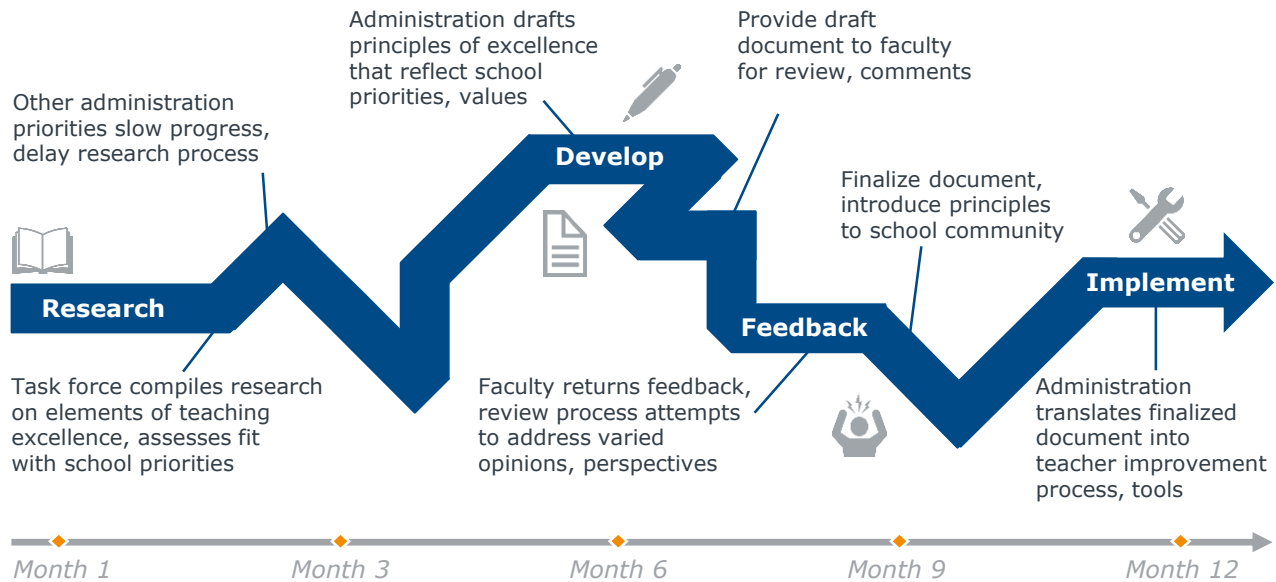 Administration drafts
principles of excellence
that reflect school
priorities, values
Provide draft
document to faculty
for review, comments
Other administration
priorities slow progress,
delay research process
Develop
Finalize document,
introduce principles
to school community
Research
Implement
Feedback
Task force compiles research
on elements of teaching
excellence, assesses fit
with school priorities
Faculty returns feedback,
review process attempts
to address varied
opinions, perspectives
Administration
translates finalized
document into
teacher improvement
process, tools
Month 1
Month 3
Month 6
Month 9
Month 12